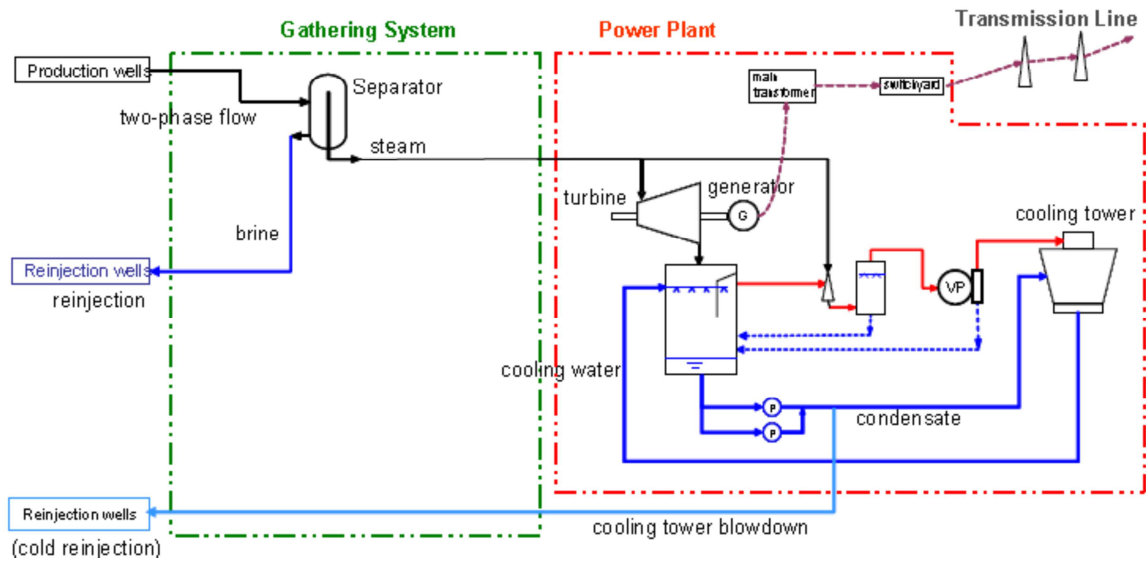 Transmission Line
Gathering System
Power Plant
Production wells
Separator
main
transformer
switchyard
two-phase flow
steam
turbine
generator
G
cooling tower
brine
Reinjection wells
reinjection
VP
cooling water
P
condensate
P
Reinjection wells
cooling tower blowdown
(cold reinjection)